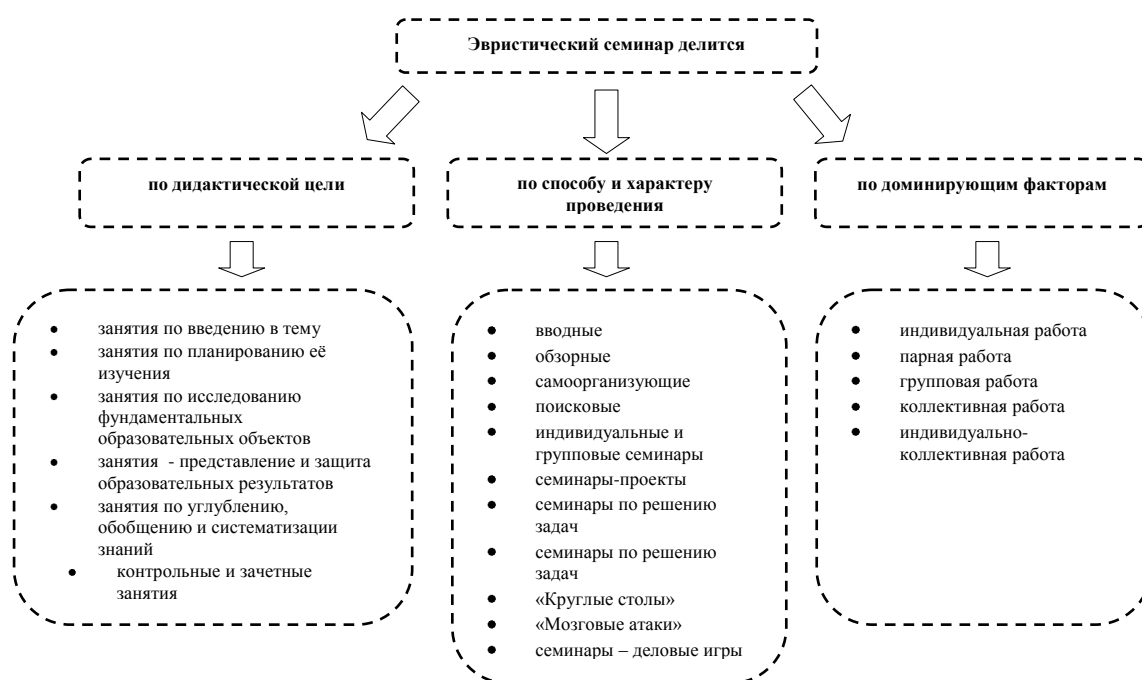 Эвристический семинар делится
по дидактической цели
по способу и характеру
проведения
по доминирующим факторам
• занятия по введению в тему
• занятия по планированию её
изучения
• занятия по исследованию
фундаментальных
образовательных объектов
• занятия - представление и защита
образовательных результатов
• занятия по углублению,
обобщению и систематизации
знаний
• контрольные и зачетные
занятия
• вводные
• обзорные
• самоорганизующие
• поисковые
• индивидуальные и
групповые семинары
• семинары-проекты
• семинары по решению
задач
• семинары по решению
задач
• «Круглые столы»
• «Мозговые атаки»
• семинары – деловые игры
• индивидуальная работа
• парная работа
• групповая работа
• коллективная работа
• индивидуально-
коллективная работа